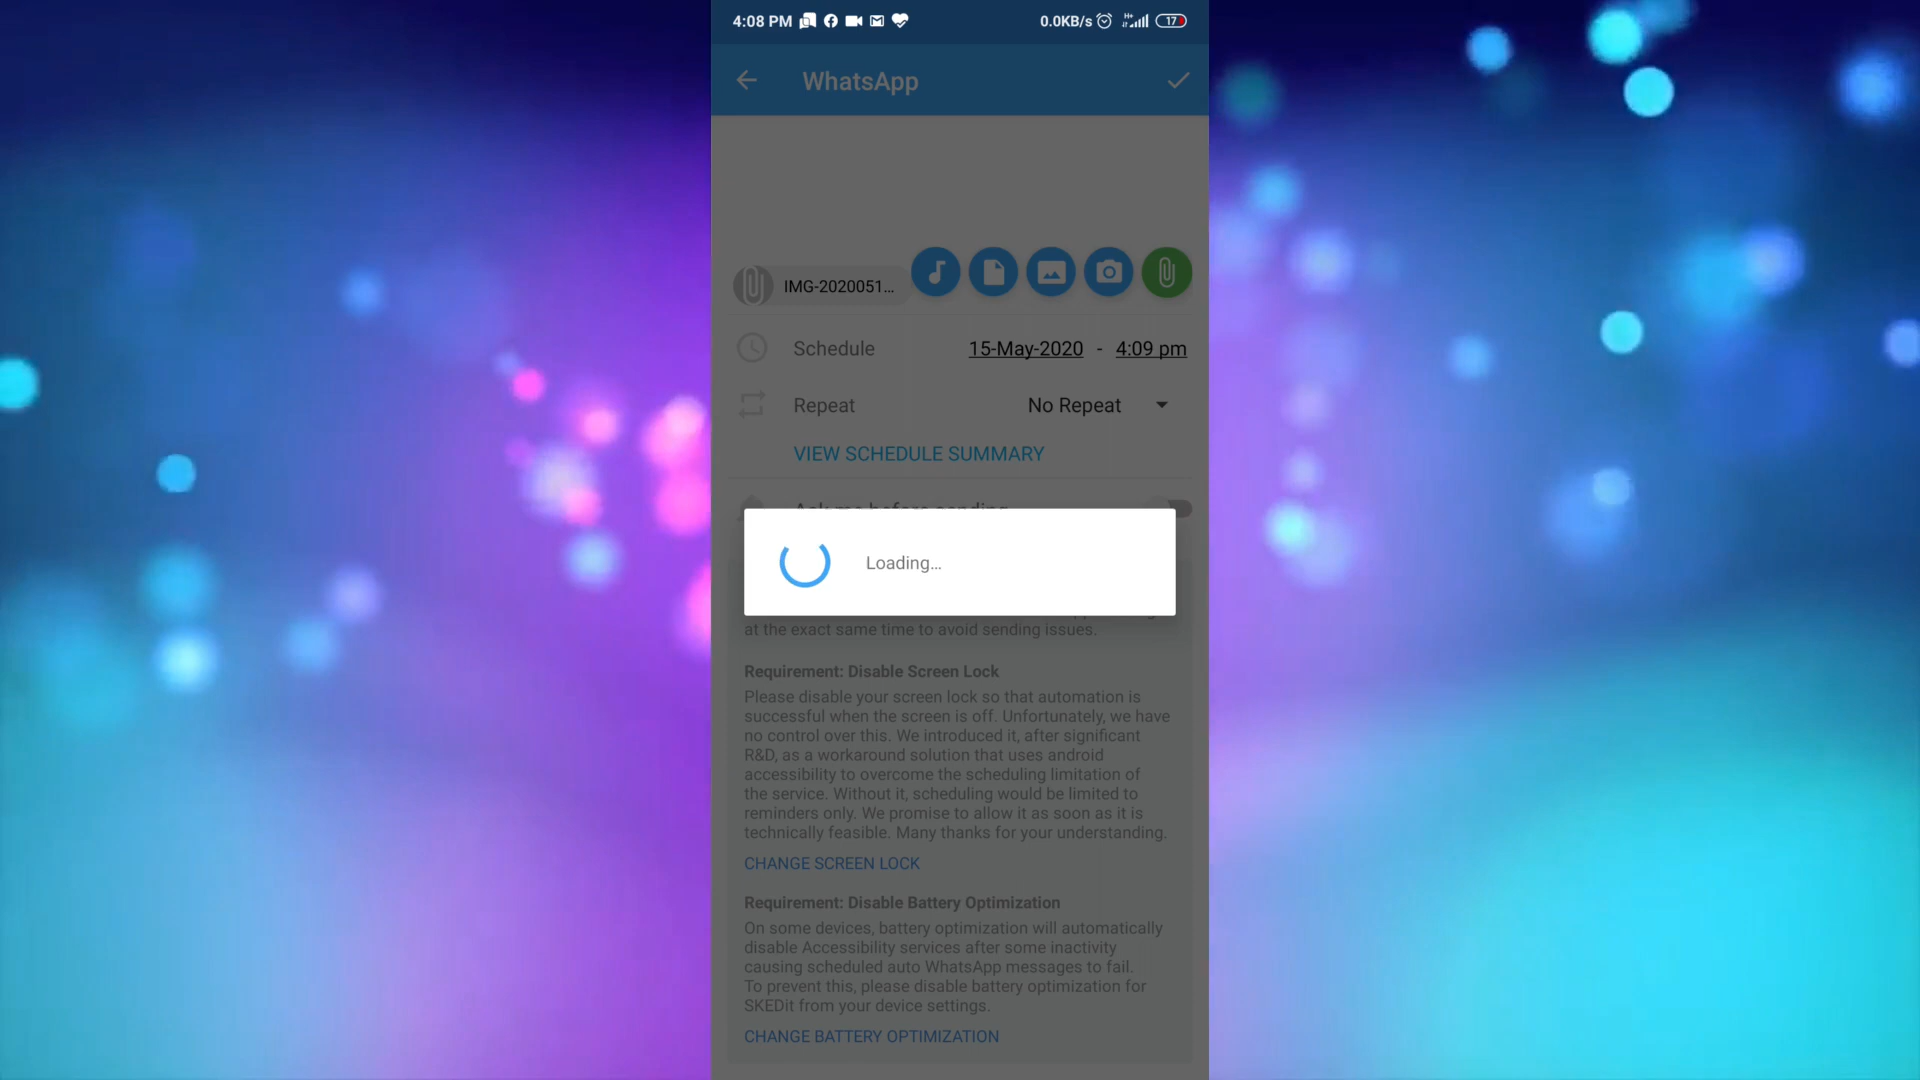 4:08 PM 0.0KB/s 17
WhatsApp
IMG-2020051...
Schedule 15-May-2020 - 4:09 pm
Repeat No Repeat
VIEW SCHEDULE SUMMARY
Ask me before sending
Loading...
at the exact same time to avoid sending issues.
Requirement: Disable Screen Lock
Please disable your screen lock so that automation is
successful when the screen is off. Unfortunately, we have
no control over this. We introduced it, after significant
R&D, as a workaround solution that uses android
accessibility to overcome the scheduling limitation of
the service. Without it, scheduling would be limited to
reminders only. We promise to allow it as soon as it is
technically feasible. Many thanks for your understanding.
CHANGE SCREEN LOCK
Requirement: Disable Battery Optimization
On some devices, battery optimization will automatically
disable Accessibility services after some inactivity
causing scheduled auto WhatsApp messages to fail.
To prevent this, please disable battery optimization for
SKEDit from your device settings.
CHANGE BATTERY OPTIMIZATION